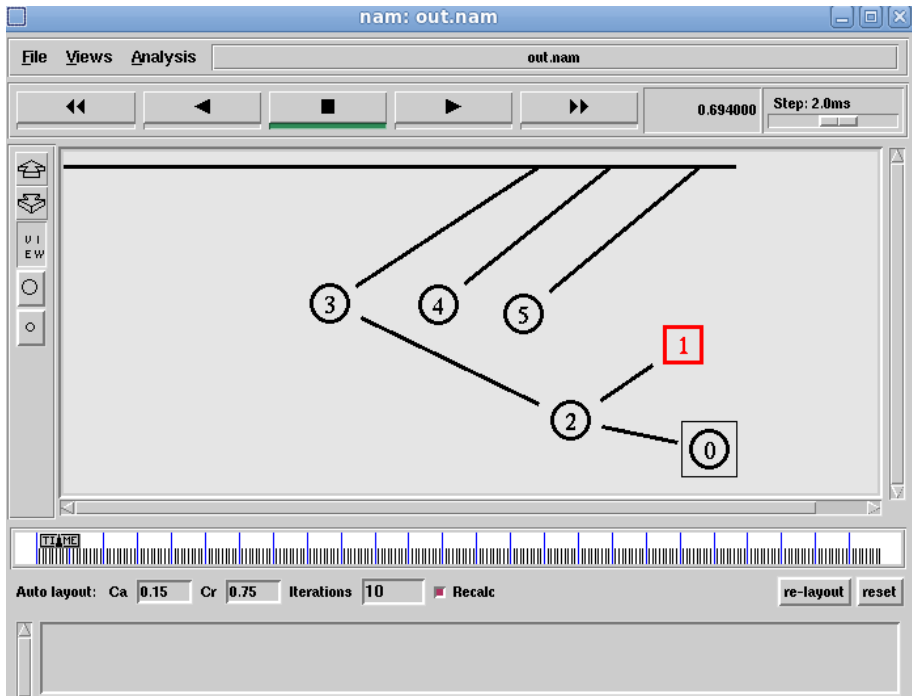 nam: out.nam
File Views Analysis out.nam
0.694000 Step: 2.0ms
VI
EW
3 4 5
1
2
0
TIME
Auto layout: Ca 0.15 Cr 0.75 Iterations 10 Recalc re-layout reset